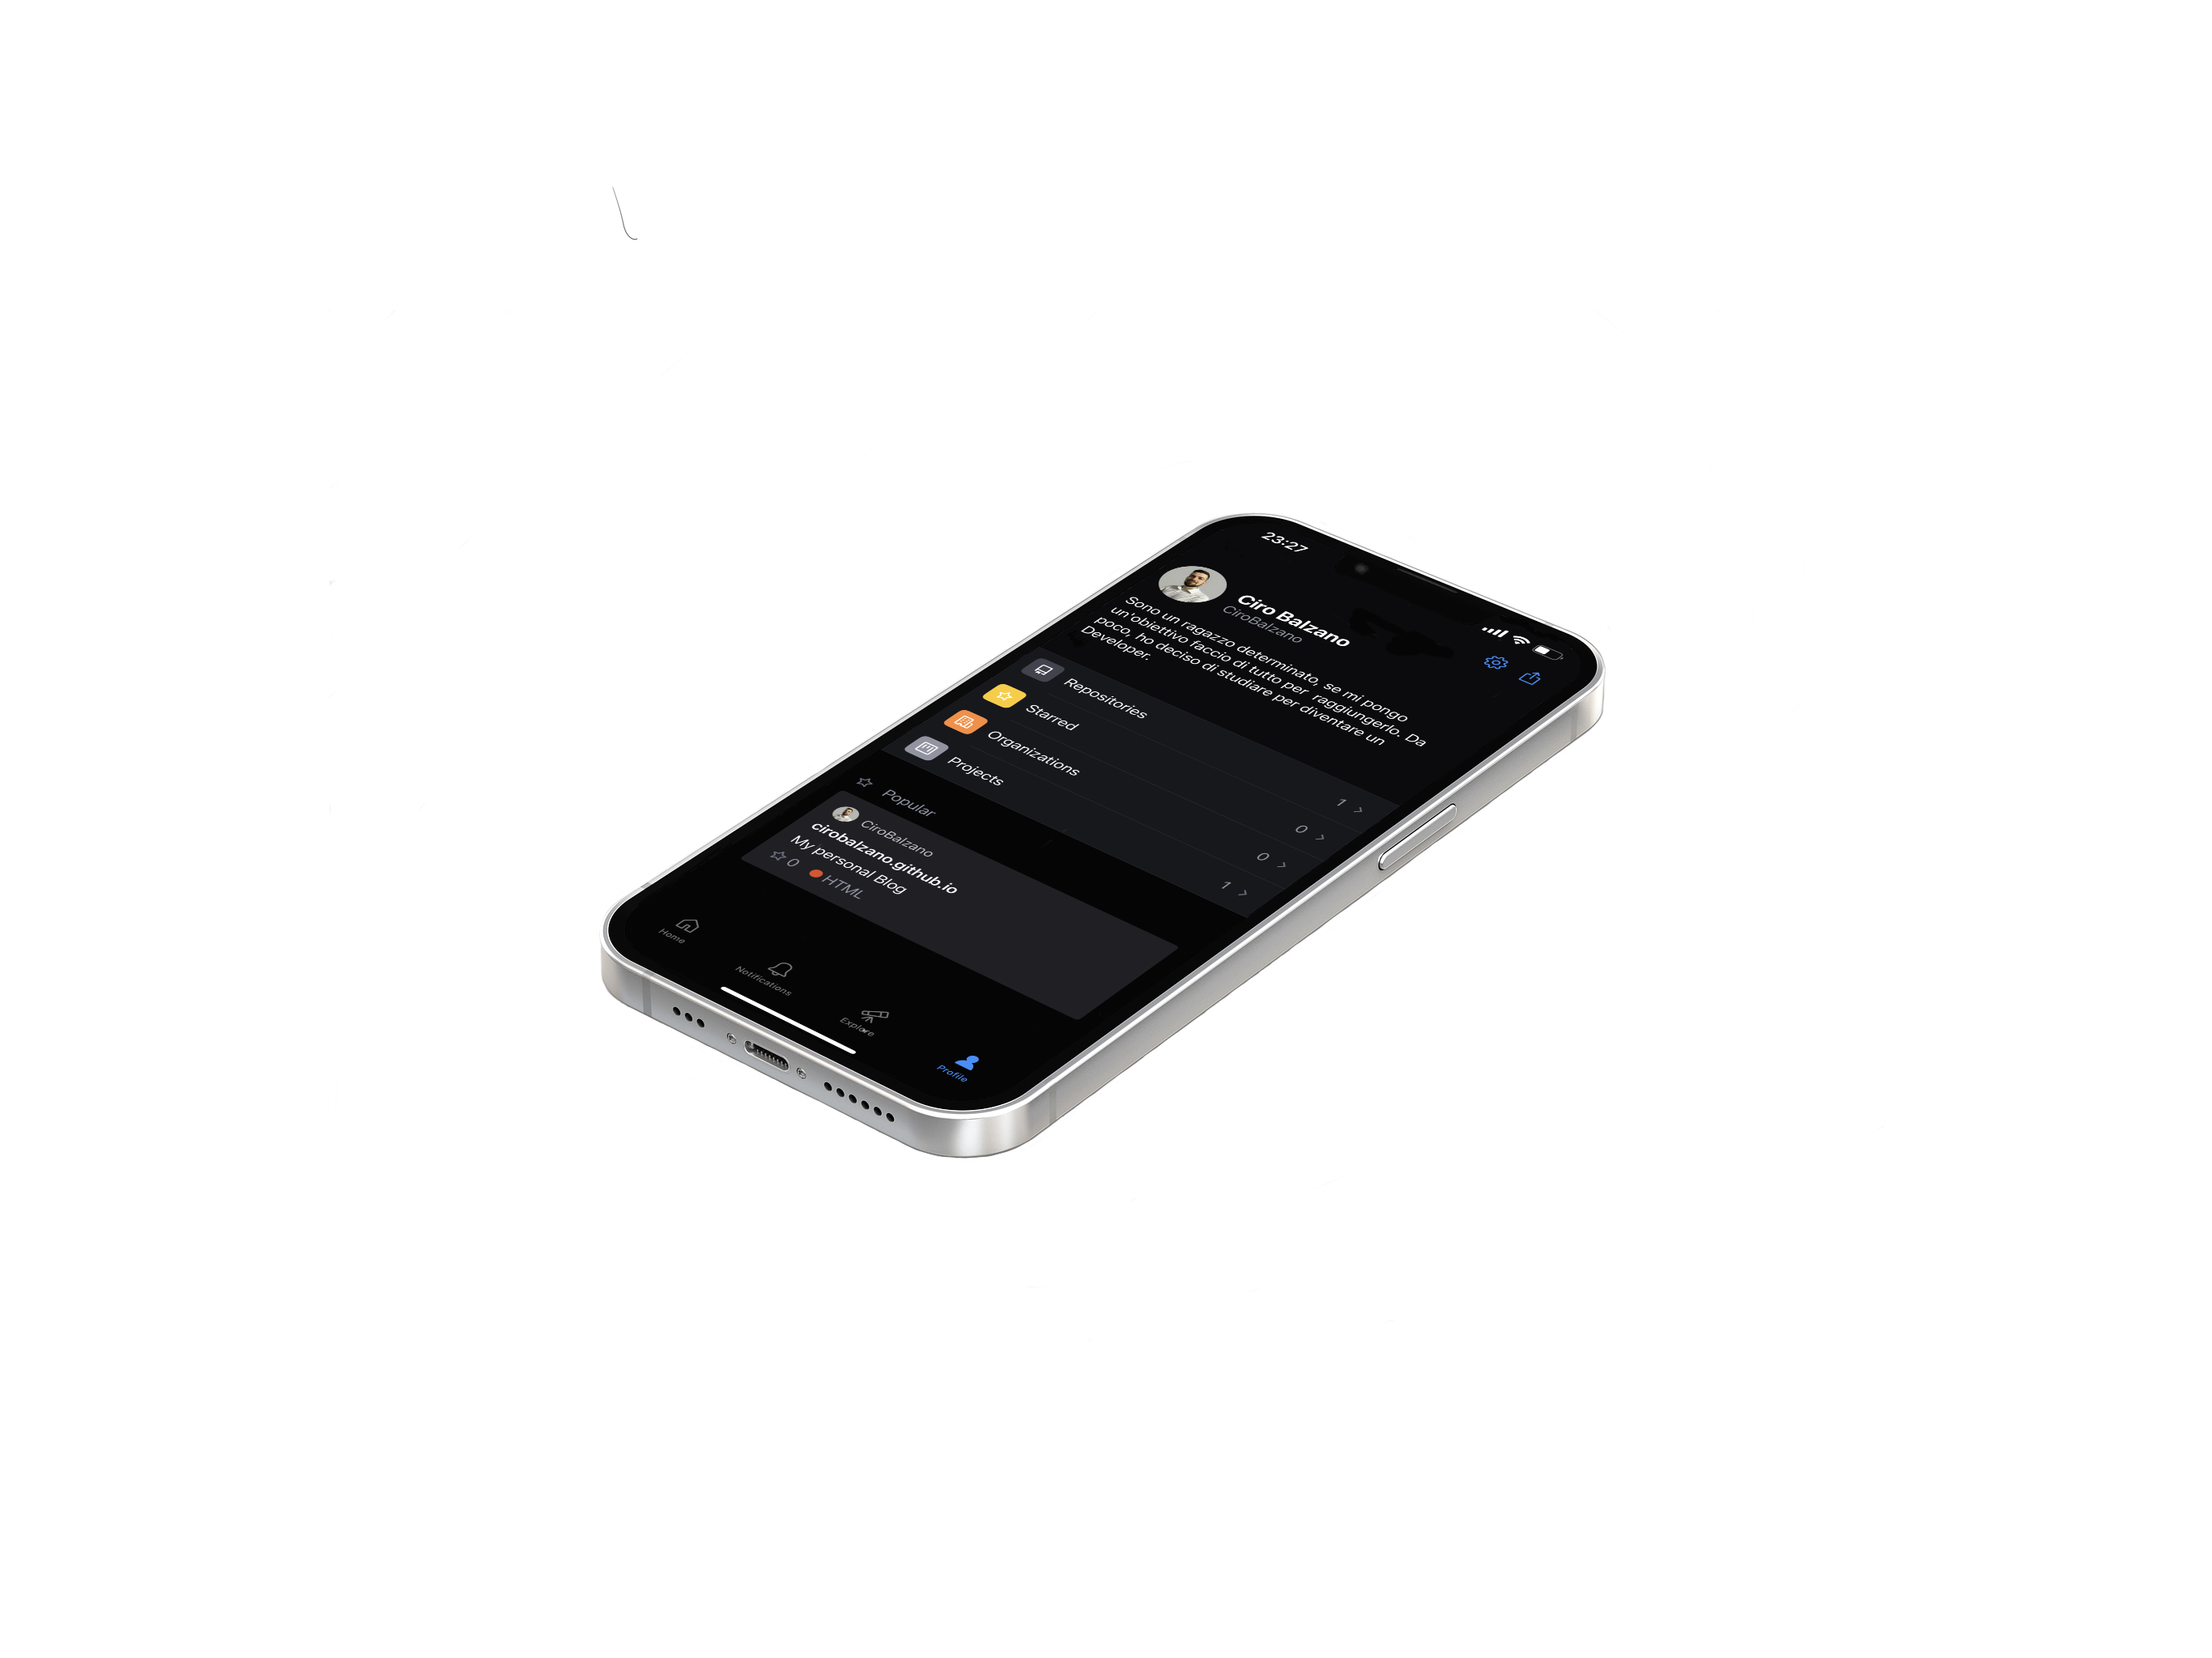 23:27
Ciro Balzano
CiroBalzano
Sono un ragazzo determinato, se mi pongo
un'obiettivo faccio di tutto per raggiungerlo. Da
poco, ho deciso di studiare per diventare un
Developer.
Repositories 1
Starred 0
Organizations 0
Projects 1
Popular
CiroBalzano
cirobalzano.github.io
My personal Blog
0 HTML
Home
Notifications
Explore
Profile